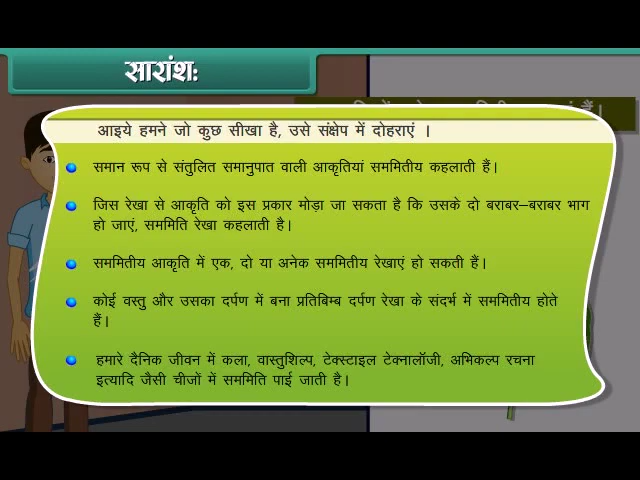 सारांश:
आइये हमने जो कुछ सीखा है, उसे संक्षेप में दोहराएं ।
समान रूप से संतुलित समानुपात वाली आकृतियां सममितीय कहलाती हैं।
जिस रेखा से आकृति को इस प्रकार मोड़ा जा सकता है कि उसके दो बराबर–बराबर भाग
हो जाएं, सममिति रेखा कहलाती है।
सममितीय आकृति में एक, दो या अनेक सममितीय रेखाएं हो सकती हैं।
कोई वस्तु और उसका दर्पण में बना प्रतिबिम्ब दर्पण रेखा के संदर्भ में सममितीय होते
हैं।
हमारे दैनिक जीवन में कला, वास्तुशिल्प, टेक्स्टाइल टेक्नालॉजी, अभिकल्प रचना
इत्यादि जैसी चीजों में सममिति पाई जाती है।